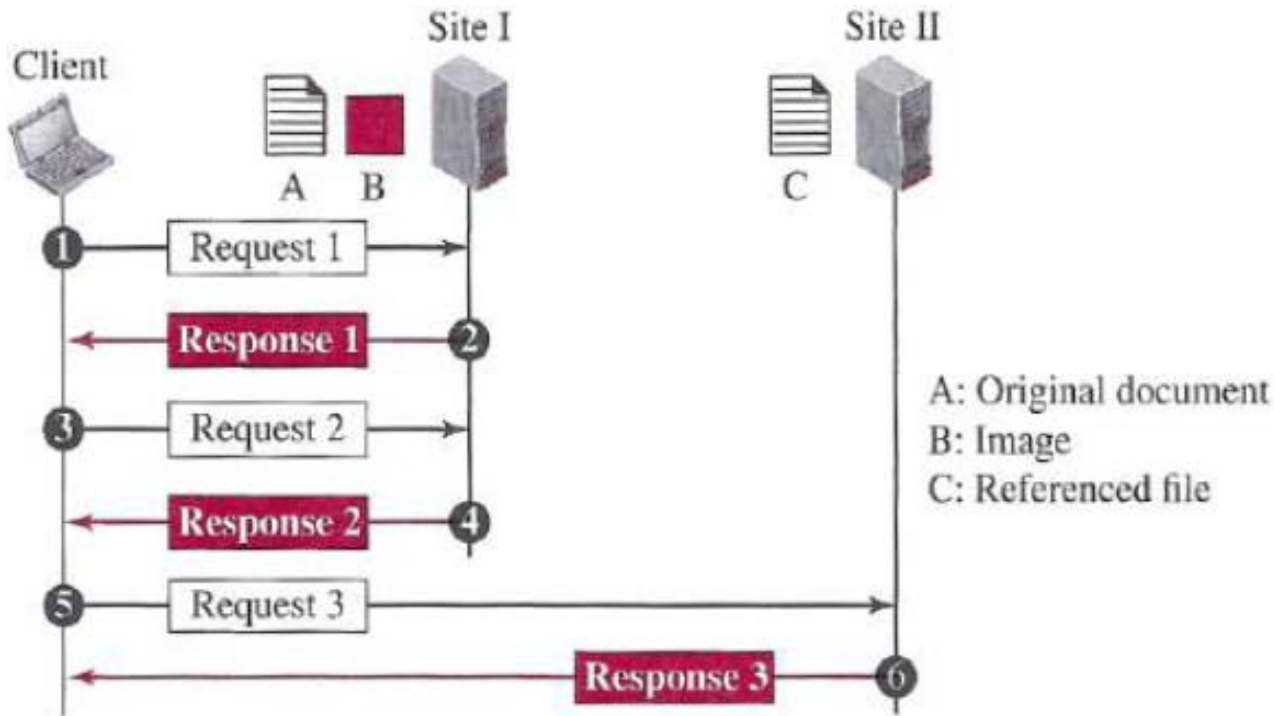 Site I
Site II
Client
A
B
C
1
Request 1
Response 1
2
A: Original document
3
Request 2
B: Image
C: Referenced file
Response 2
4
5
Request 3
Response 3
6